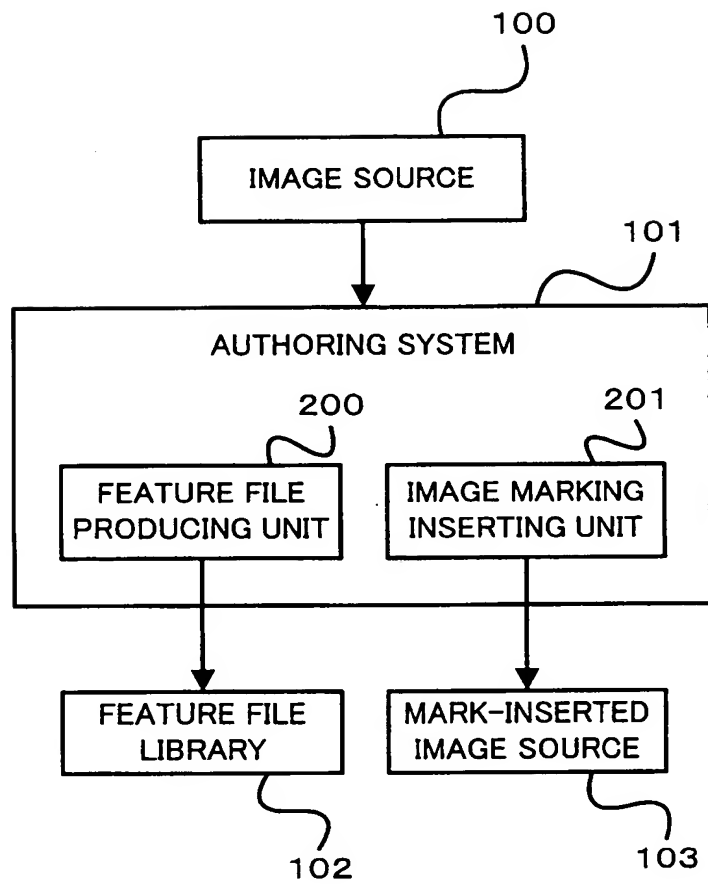 100
IMAGE SOURCE
101
AUTHORING SYSTEM
200
201
FEATURE FILE
PRODUCING UNIT
IMAGE MARKING
INSERTING UNIT
FEATURE FILE
LIBRARY
MARK-INSERTED
IMAGE SOURCE
102
103